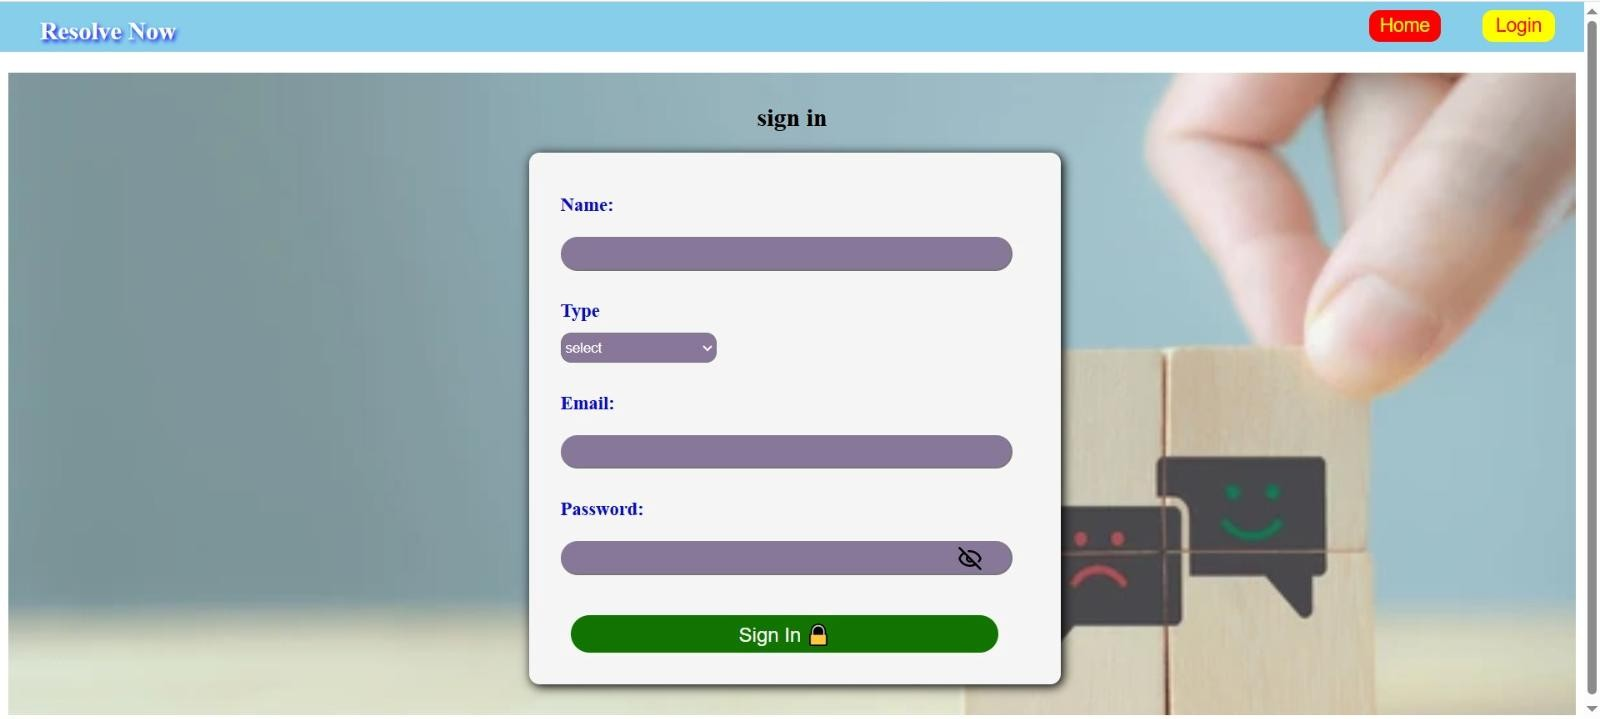 Resolve Now
Home
Login
sign in
Name:
Type
select
Email:
Password:
Sign In